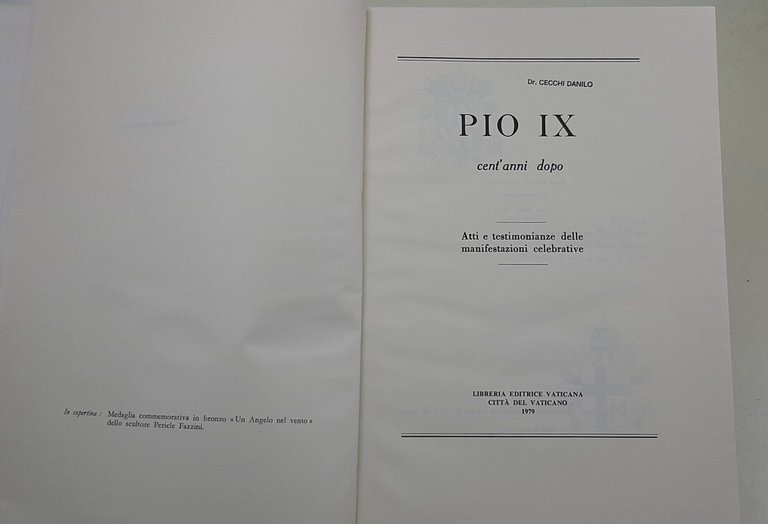 In copertina : Medaglia commemorativa in bronzo «Un Angelo nel vento»
dello scultore Pericle Fazzini.
Dr. CECCHI DANILO
PIO IX
cent'anni dopo
Atti e testimonianze delle
manifestazioni celebrative
LIBRERIA EDITRICE VATICANA
CITTÀ DEL VATICANO
1979